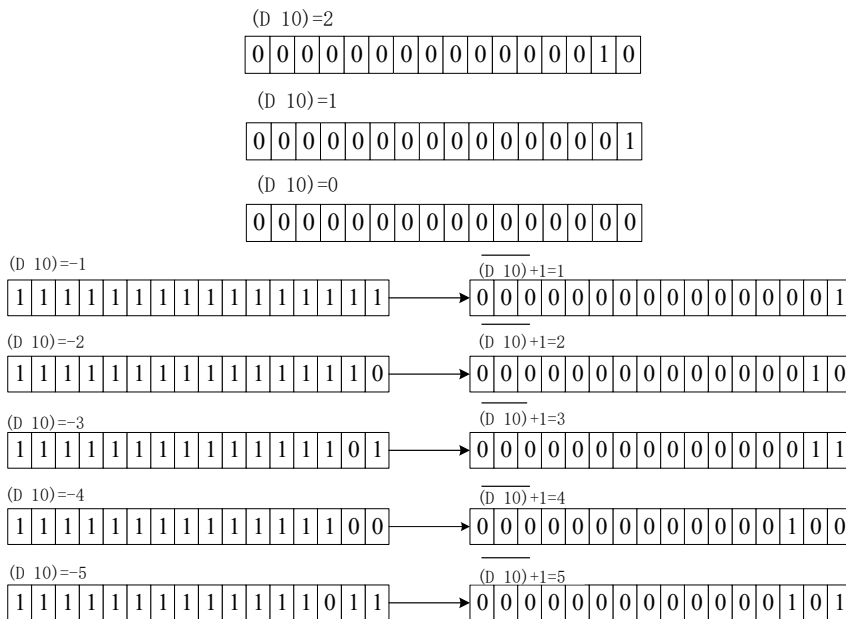 (D 10)=2
0 0 0 0 0 0 0 0 0 0 0 0 0 0 1 0
(D 10)=1
0 0 0 0 0 0 0 0 0 0 0 0 0 0 0 1
(D 10)=0
0 0 0 0 0 0 0 0 0 0 0 0 0 0 0 0
(D 10)=-1
(D 10)+1=1
1 1 1 1 1 1 1 1 1 1 1 1 1 1 1 1
0 0 0 0 0 0 0 0 0 0 0 0 0 0 0 1
(D 10)=-2
(D 10)+1=2
1 1 1 1 1 1 1 1 1 1 1 1 1 1 1 0
0 0 0 0 0 0 0 0 0 0 0 0 0 0 1 0
(D 10)=-3
(D 10)+1=3
1 1 1 1 1 1 1 1 1 1 1 1 1 1 0 1
0 0 0 0 0 0 0 0 0 0 0 0 0 0 1 1
(D 10)=-4
(D 10)+1=4
1 1 1 1 1 1 1 1 1 1 1 1 1 1 0 0
0 0 0 0 0 0 0 0 0 0 0 0 0 1 0 0
(D 10)=-5
(D 10)+1=5
1 1 1 1 1 1 1 1 1 1 1 1 1 0 1 1
0 0 0 0 0 0 0 0 0 0 0 0 0 1 0 1